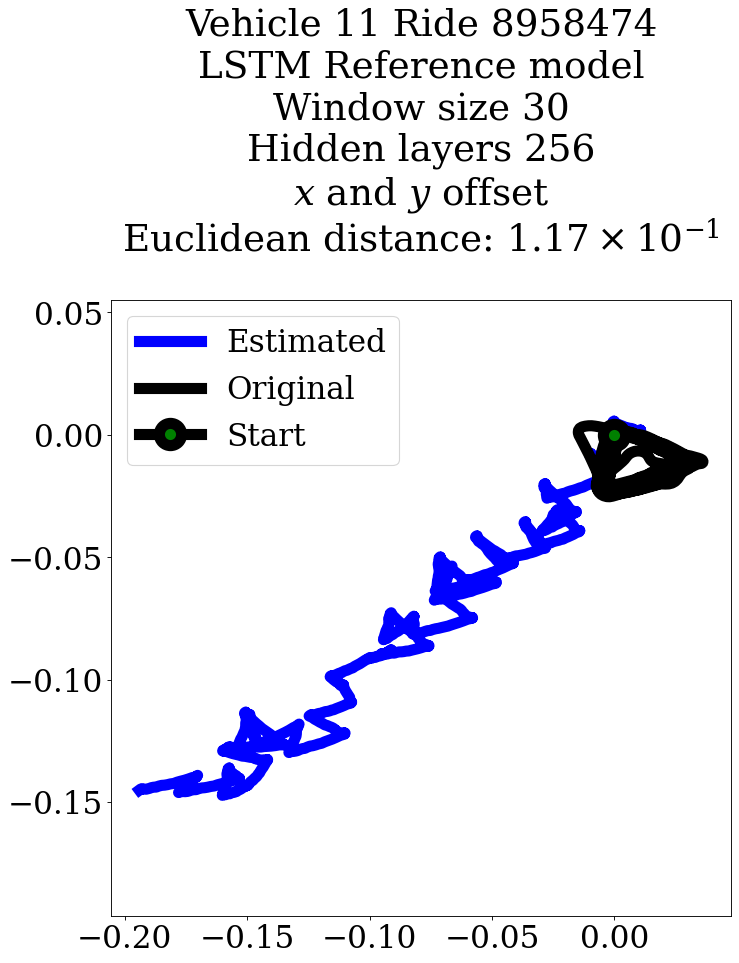 Vehicle 11 Ride 8958474
LSTM Reference model
Window size 30
Hidden layers 256
x and y offset
Euclidean distance: 1.17 × 10⁻¹
0.05
0.00
−0.05
−0.10
−0.15
Estimated
Original
Start
−0.20 −0.15 −0.10 −0.05 0.00